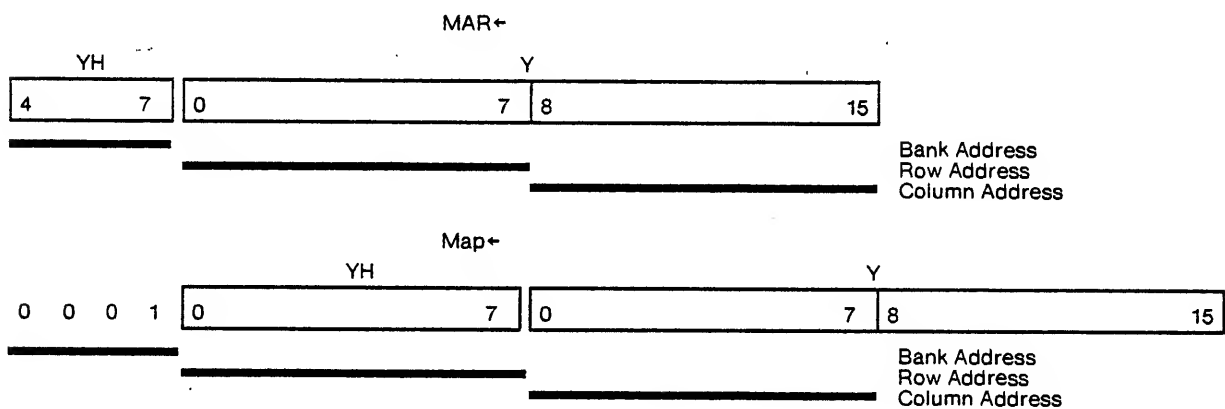 MAR←
YH Y
4 7 0 7 8 15
Bank Address
Row Address
Column Address
Map←
YH Y
0 0 0 1 0 7 0 7 8 15
Bank Address
Row Address
Column Address